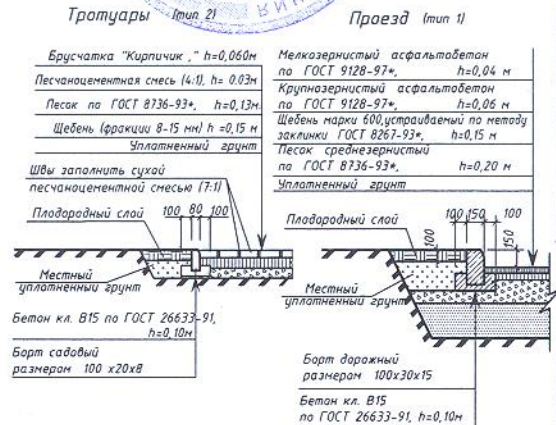 Тротуары (тип 2)
Брусчатка "Кирпичик ," h=0,060м
Песчаноцементная смесь (4:1), h= 0.03м
Песок по ГОСТ 8736-93*, h=0,13м
Щебень (фракции 8-15 мм) h =0,15 м
Уплатненный грунт
Швы заполнить сухой
песчаноцементной смесью (7:1)
Плодородный слой
100 80 100
Местный
уплатненный грунт
Бетон кл. В15 по ГОСТ 26633-91,
h=0,10м
Борт садовый
размером 100 х20х8
Проезд (тип 1)
Мелкозернистый асфальтобетон
по ГОСТ 9128-97*, h=0,04 м
Крупнозернистый асфальтобетон
по ГОСТ 9128-97*, h=0,06 м
Щебень марки 600,устраиваемый по методу
заклинки ГОСТ 8267-93*, h=0,15 м
Песок среднезернистый
по ГОСТ 8736-93*, h=0,20 м
Уплатненный грунт
Плодородный слой
100 150 100
100
150
Местный
уплатненный грунт
Борт дорожный
размером 100х30х15
Бетон кл. В15
по ГОСТ 26633-91, h=0,10м